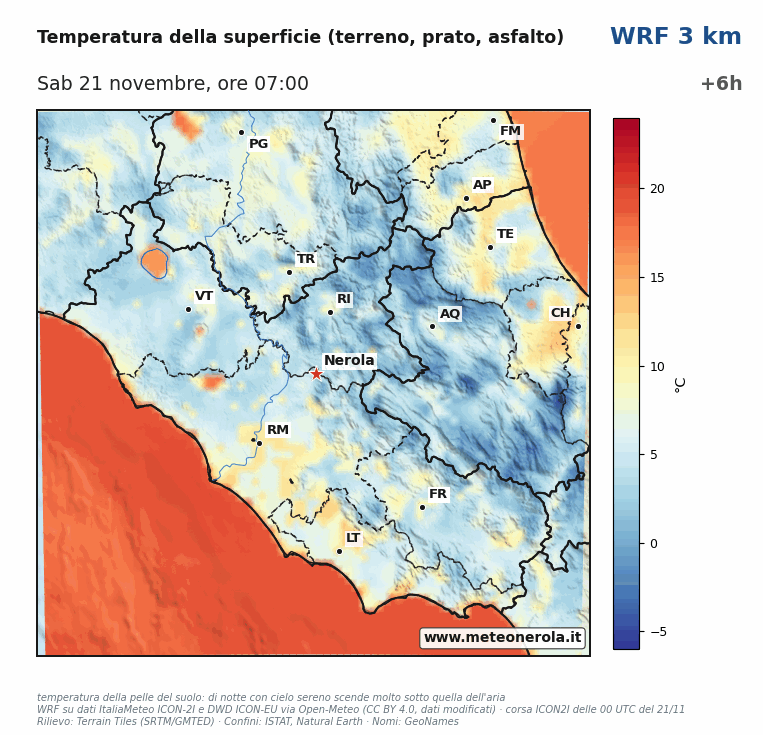 Temperatura della superficie (terreno, prato, asfalto)
WRF 3 km
Sab 21 novembre, ore 07:00
+6h
FM
PG
AP
TE
TR
VT
RI
AQ
CH
Nerola
RM
FR
LT
www.meteonerola.it
20
15
10
5
0
−5
°C
temperatura della pelle del suolo: di notte con cielo sereno scende molto sotto quella dell'aria
WRF su dati ItaliaMeteo ICON-2I e DWD ICON-EU via Open-Meteo (CC BY 4.0, dati modificati) · corsa ICON2I delle 00 UTC del 21/11
Rilievo: Terrain Tiles (SRTM/GMTED) · Confini: ISTAT, Natural Earth · Nomi: GeoNames